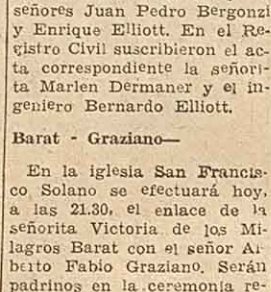 señores Juan Pedro Bergonzi
y Enrique Elliott. En el Re-
gistro Civil suscribieron el ac-
ta correspondiente la señori-
ta Marlen Dermaner y el in-
geniero Bernardo Elliott.
Barat - Graziano—
En la iglesia San Francis-
co Solano se efectuará hoy,
a las 21.30, el enlace de la
señorita Victoria de los Mi-
lagros Barat con el señor Al-
berto Fabio Graziano. Serán
padrinos en la ceremonia re-